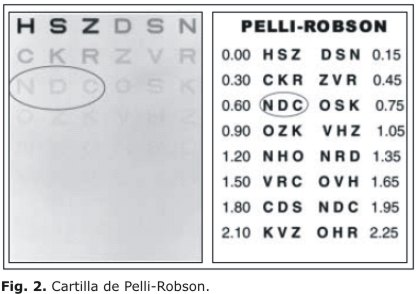 H S Z D S N
C K R Z V R
N D C O S K
O Z K V H Z
PELLI-ROBSON
0.00 HSZ DSN 0.15
0.30 CKR ZVR 0.45
0.60 NDC OSK 0.75
0.90 OZK VHZ 1.05
1.20 NHO NRD 1.35
1.50 VRC OVH 1.65
1.80 CDS NDC 1.95
2.10 KVZ OHR 2.25
Fig. 2. Cartilla de Pelli-Robson.